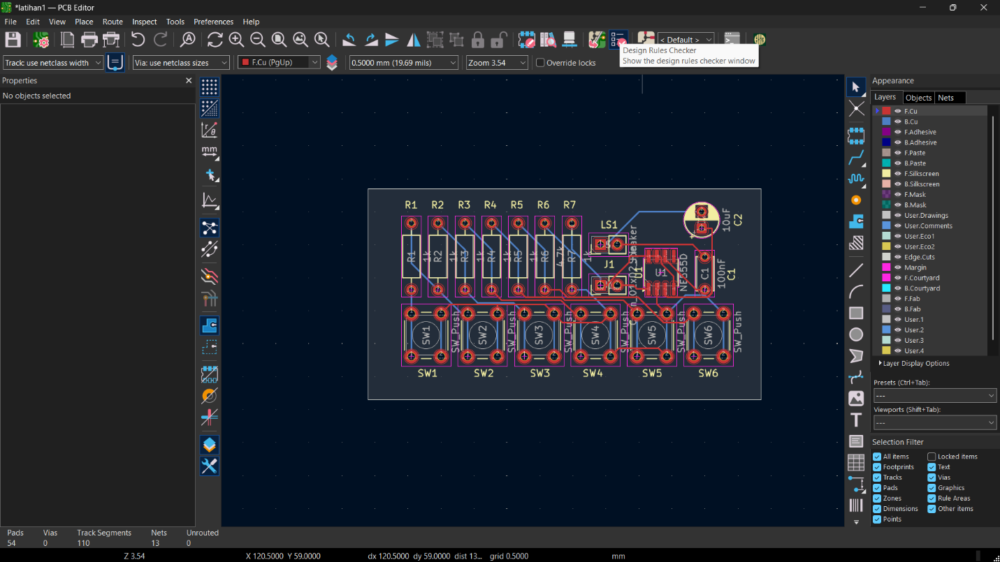 *latihan1 — PCB Editor
File Edit View Place Route Inspect Tools Preferences Help
< Default >
Design Rules Checker
Show the design rules checker window
Track: use netclass width
Via: use netclass sizes
F.Cu (PgUp)
0.5000 mm (19.69 mils)
Zoom 3.54
Override locks
Properties
No objects selected
mm
R1 R2 R3 R4 R5 R6 R7
LS1
10uF
C2
R1 1k R2 1k R3 1k R4 1k R5 1k R6 4.7k R7 1k
J1
U1
U1
NE555D
C1
100nF
C1
SW1 SW_Push SW2 SW_Push SW3 SW_Push SW4 SW_Push SW5 SW_Push SW6 SW_Push
SW1 SW2 SW3 SW4 SW5 SW6
Appearance
Layers Objects Nets
F.Cu
B.Cu
F.Adhesive
B.Adhesive
F.Paste
B.Paste
F.Silkscreen
B.Silkscreen
F.Mask
B.Mask
User.Drawings
User.Comments
User.Eco1
User.Eco2
Edge.Cuts
Margin
F.Courtyard
B.Courtyard
F.Fab
B.Fab
User.1
User.2
User.3
User.4
Layer Display Options
Presets (Ctrl+Tab):
---
Viewports (Shift+Tab):
---
Selection Filter
All items Locked items
Footprints Text
Tracks Vias
Pads Graphics
Zones Rule Areas
Dimensions Other items
Points
Pads Vias Track Segments Nets Unrouted
54 0 110 13 0
Z 3.54 X 120.5000 Y 59.0000 dx 120.5000 dy 59.0000 dist 13... grid 0.5000 mm